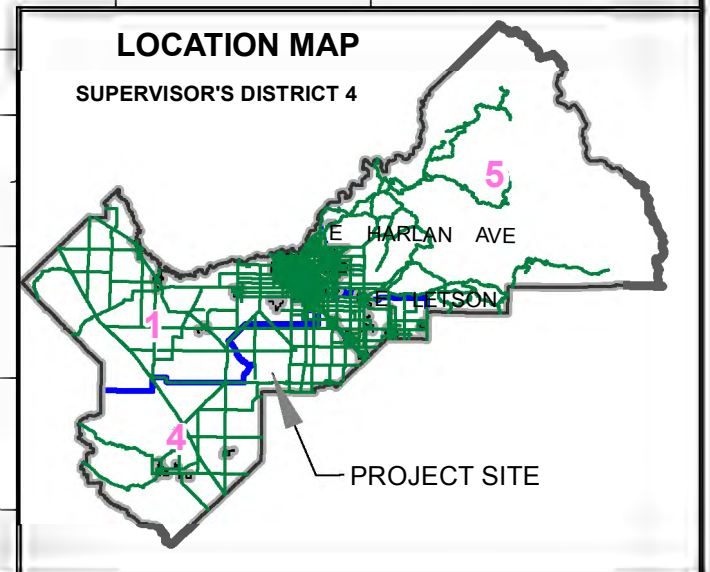 LOCATION MAP
SUPERVISOR'S DISTRICT 4
5
E HARLAN AVE
E LETSON
1
4
PROJECT SITE